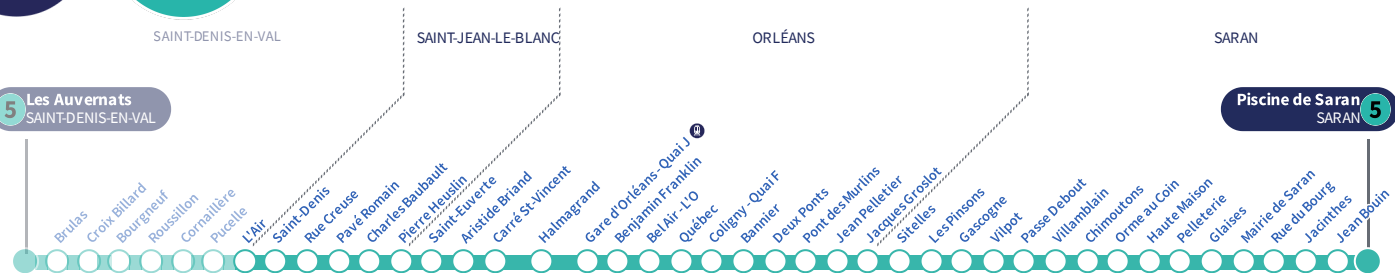 SAINT-DENIS-EN-VAL
SAINT-JEAN-LE-BLANC
ORLÉANS
SARAN
5
Les Auvernats
SAINT-DENIS-EN-VAL
Piscine de Saran
SARAN
5
Brulas
Croix Billard
Bourgneuf
Roussillon
Cornaillère
Pucelle
L'Air
Saint-Denis
Rue Creuse
Pavé Romain
Charles Baubault
Pierre Heuslin
Saint-Euverte
Aristide Briand
Carré St-Vincent
Halmagrand
Gare d'Orléans - Quai J
Benjamin Franklin
Bel Air - L'O
Québec
Coligny - Quai F
Bannier
Deux Ponts
Pont des Murlins
Jean Pelletier
Jacques Groslot
Sitelles
Les Pinsons
Gascogne
Vilpot
Passe Debout
Villamblain
Chimoutons
Orme au Coin
Haute Maison
Pelleterie
Glaises
Mairie de Saran
Rue du Bourg
Jacinthes
Jean Bouin